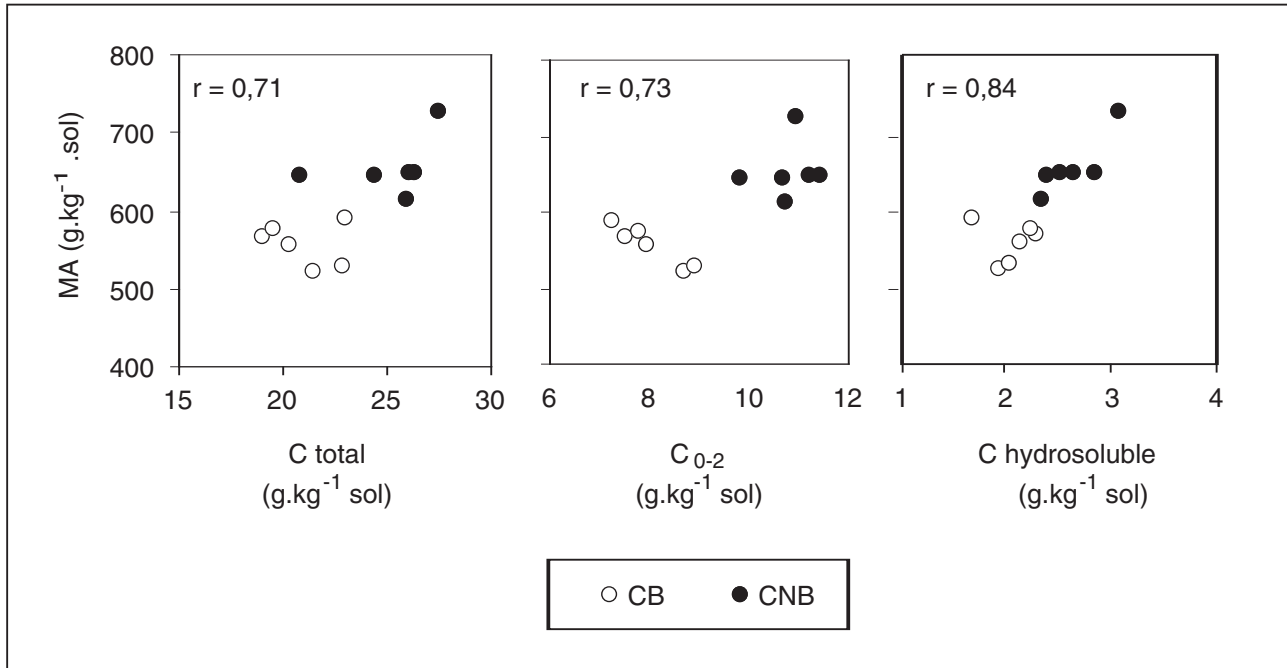 r = 0,71
r = 0,73
r = 0,84
MA (g.kg⁻¹ .sol)
800
700
600
500
400
15 20 25 30
6 8 10 12
1 2 3 4
C total
(g.kg⁻¹ sol)
C₀₋₂
(g.kg⁻¹ sol)
C hydrosoluble
(g.kg⁻¹ sol)
CB CNB